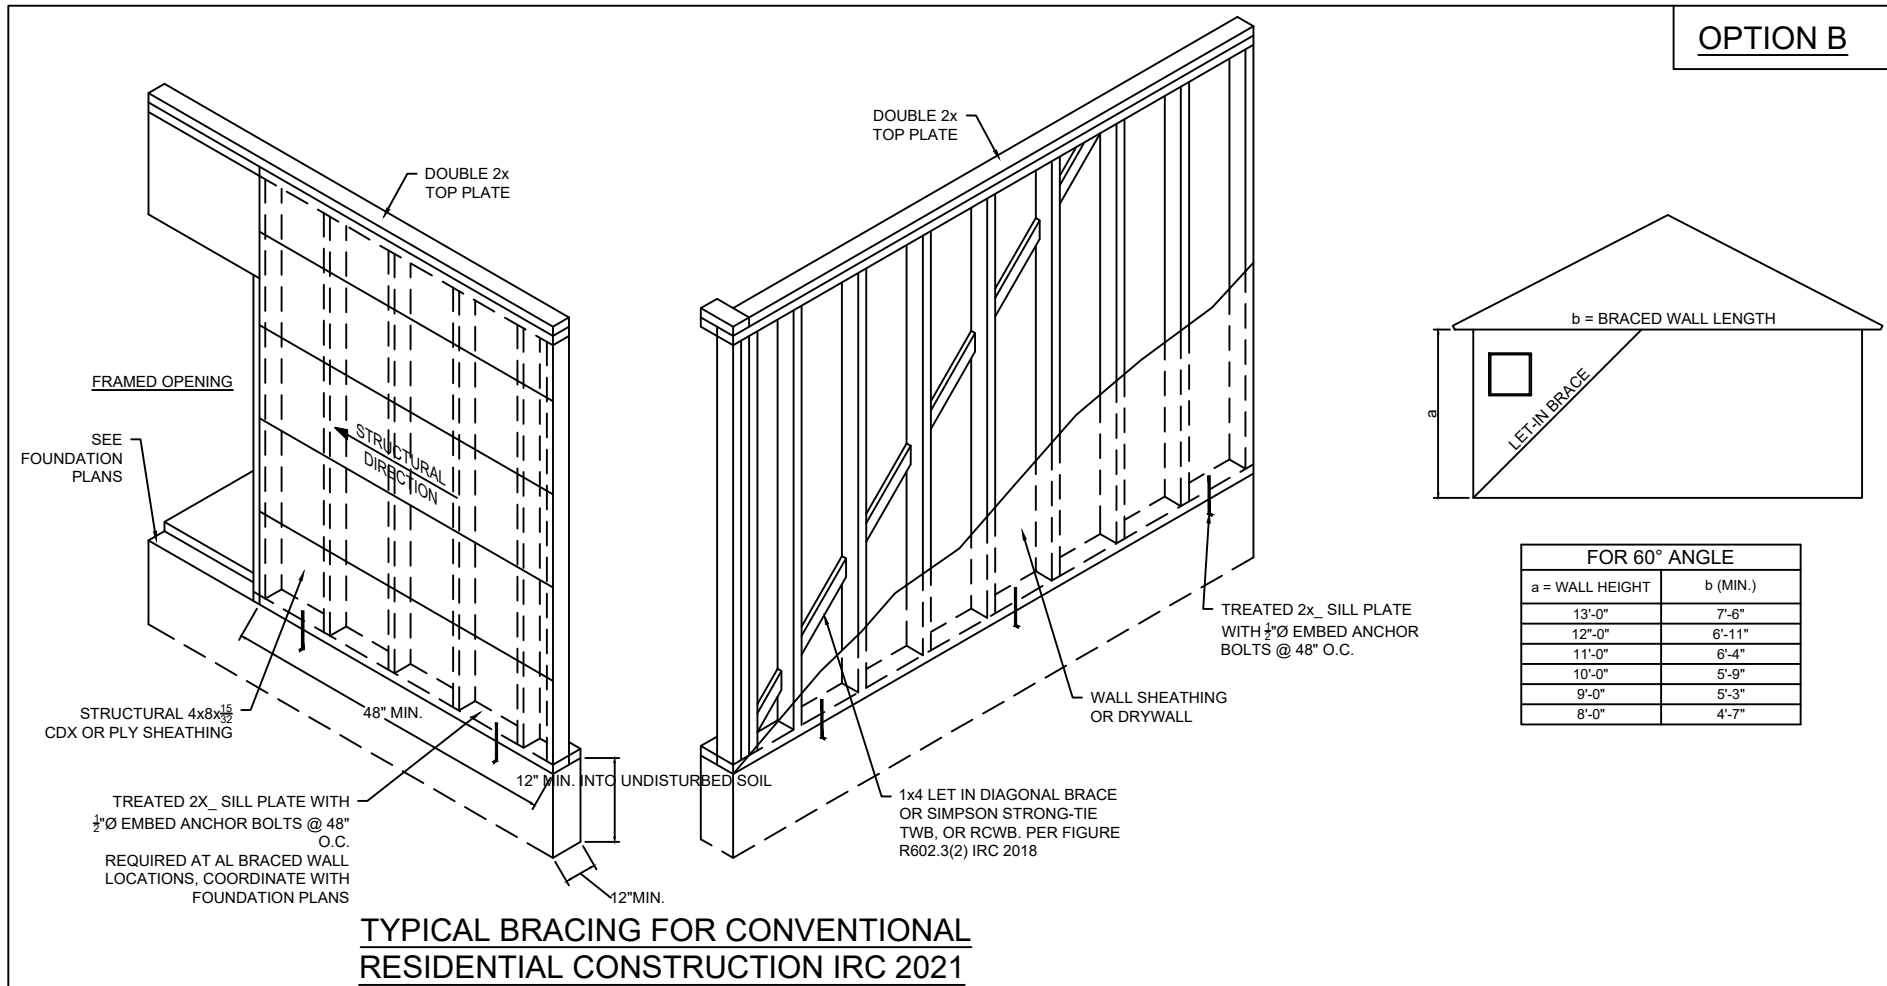 OPTION B
DOUBLE 2x
TOP PLATE
DOUBLE 2x
TOP PLATE
FRAMED OPENING
SEE
FOUNDATION
PLANS
STRUCTURAL
DIRECTION
STRUCTURAL 4x8x15/32
CDX OR PLY SHEATHING
48" MIN.
12" MIN. INTO UNDISTURBED SOIL
TREATED 2X_ SILL PLATE WITH
1/2"Ø EMBED ANCHOR BOLTS @ 48"
O.C.
REQUIRED AT AL BRACED WALL
LOCATIONS, COORDINATE WITH
FOUNDATION PLANS
12"MIN.
1x4 LET IN DIAGONAL BRACE
OR SIMPSON STRONG-TIE
TWB, OR RCWB. PER FIGURE
R602.3(2) IRC 2018
WALL SHEATHING
OR DRYWALL
TREATED 2x_ SILL PLATE
WITH 1/2"Ø EMBED ANCHOR
BOLTS @ 48" O.C.
b = BRACED WALL LENGTH
a
LET-IN BRACE
FOR 60° ANGLE
a = WALL HEIGHT b (MIN.)
13'-0" 7'-6"
12"-0" 6'-11"
11'-0" 6'-4"
10'-0" 5'-9"
9'-0" 5'-3"
8'-0" 4'-7"
TYPICAL BRACING FOR CONVENTIONAL
RESIDENTIAL CONSTRUCTION IRC 2021